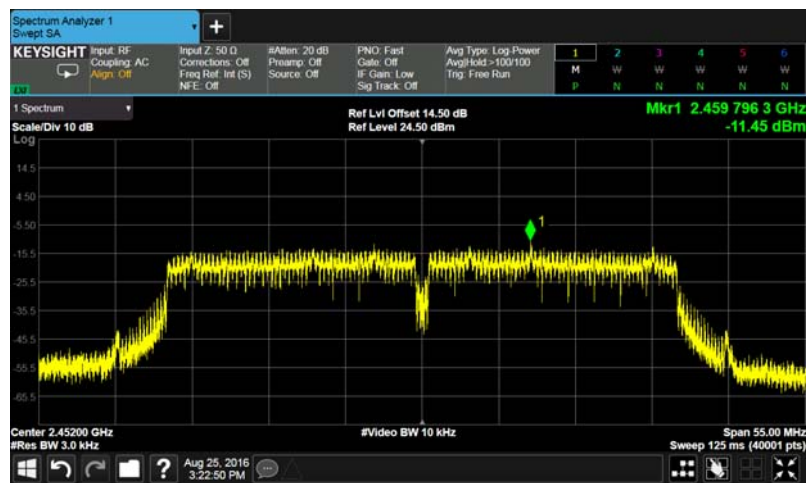 Spectrum Analyzer 1
Swept SA
+
KEYSIGHT
Input: RF
Coupling: AC
Align: Off
Input Z: 50 Ω
Corrections: Off
Freq Ref: Int (S)
NFE: Off
#Atten: 20 dB
Preamp: Off
Source: Off
PNO: Fast
Gate: Off
IF Gain: Low
Sig Track: Off
Avg Type: Log-Power
Avg|Hold:>100/100
Trig: Free Run
1 2 3 4 5 6
M W W W W W
P N N N N N
LXI
1 Spectrum
Scale/Div 10 dB
Log
Ref Lvl Offset 14.50 dB
Ref Level 24.50 dBm
Mkr1 2.459 796 3 GHz
-11.45 dBm
14.5
4.50
-5.50
-15.5
-25.5
-35.5
-45.5
-55.5
-65.5
1
Center 2.45200 GHz
#Res BW 3.0 kHz
#Video BW 10 kHz
Span 55.00 MHz
Sweep 125 ms (40001 pts)
?
Aug 25, 2016
3:22:50 PM